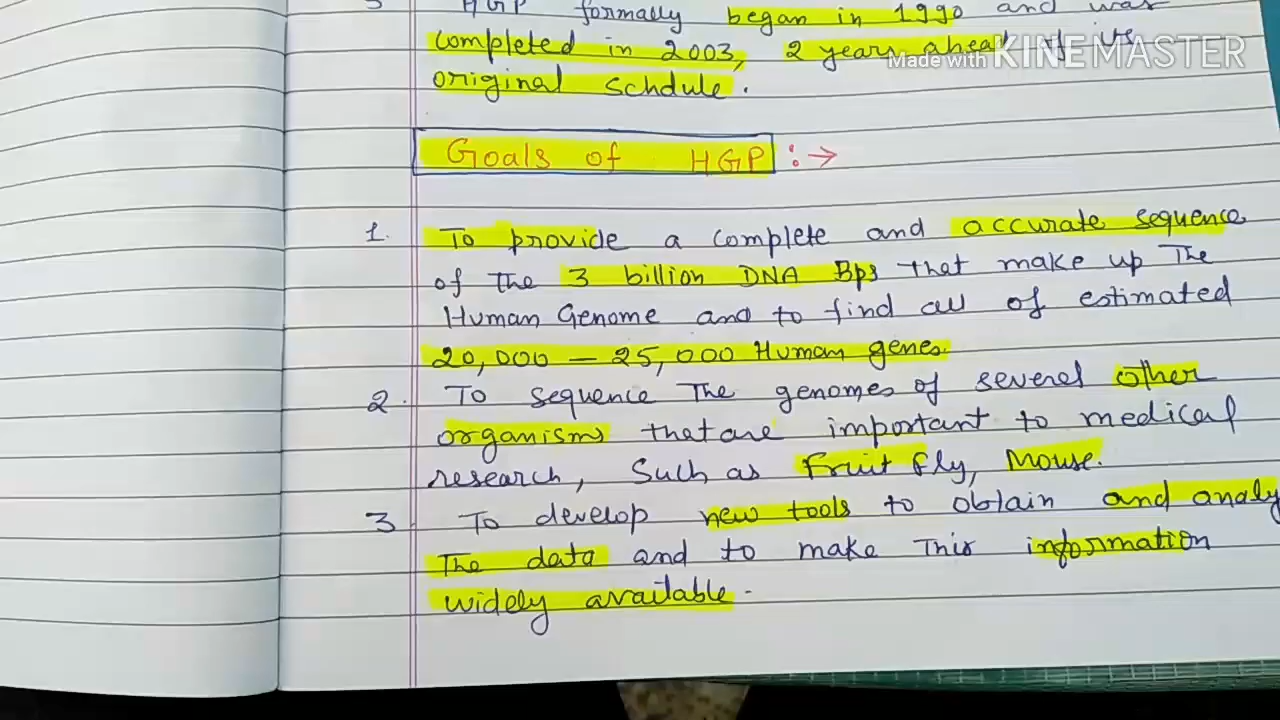 HGP formally began in 1990 and was
completed in 2003, 2 years ahead of its
Made with KINEMASTER
original schdule.
Goals of HGP :→
1. To provide a complete and accurate sequence
of the 3 billion DNA Bps that make up The
Human Genome and to find all of estimated
20,000 — 25,000 Human genes.
2. To sequence The genomes of several other
organisms that are important to medical
research, Such as Fruit fly, Mouse.
3 To develop new tools to obtain and analy
The data and to make This information
widely available.